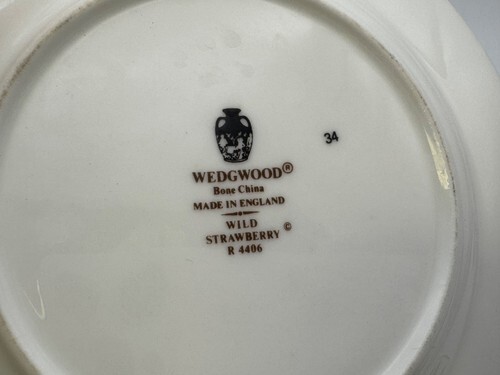 34
WEDGWOOD®
Bone China
MADE IN ENGLAND
WILD
STRAWBERRY ©
R 4406